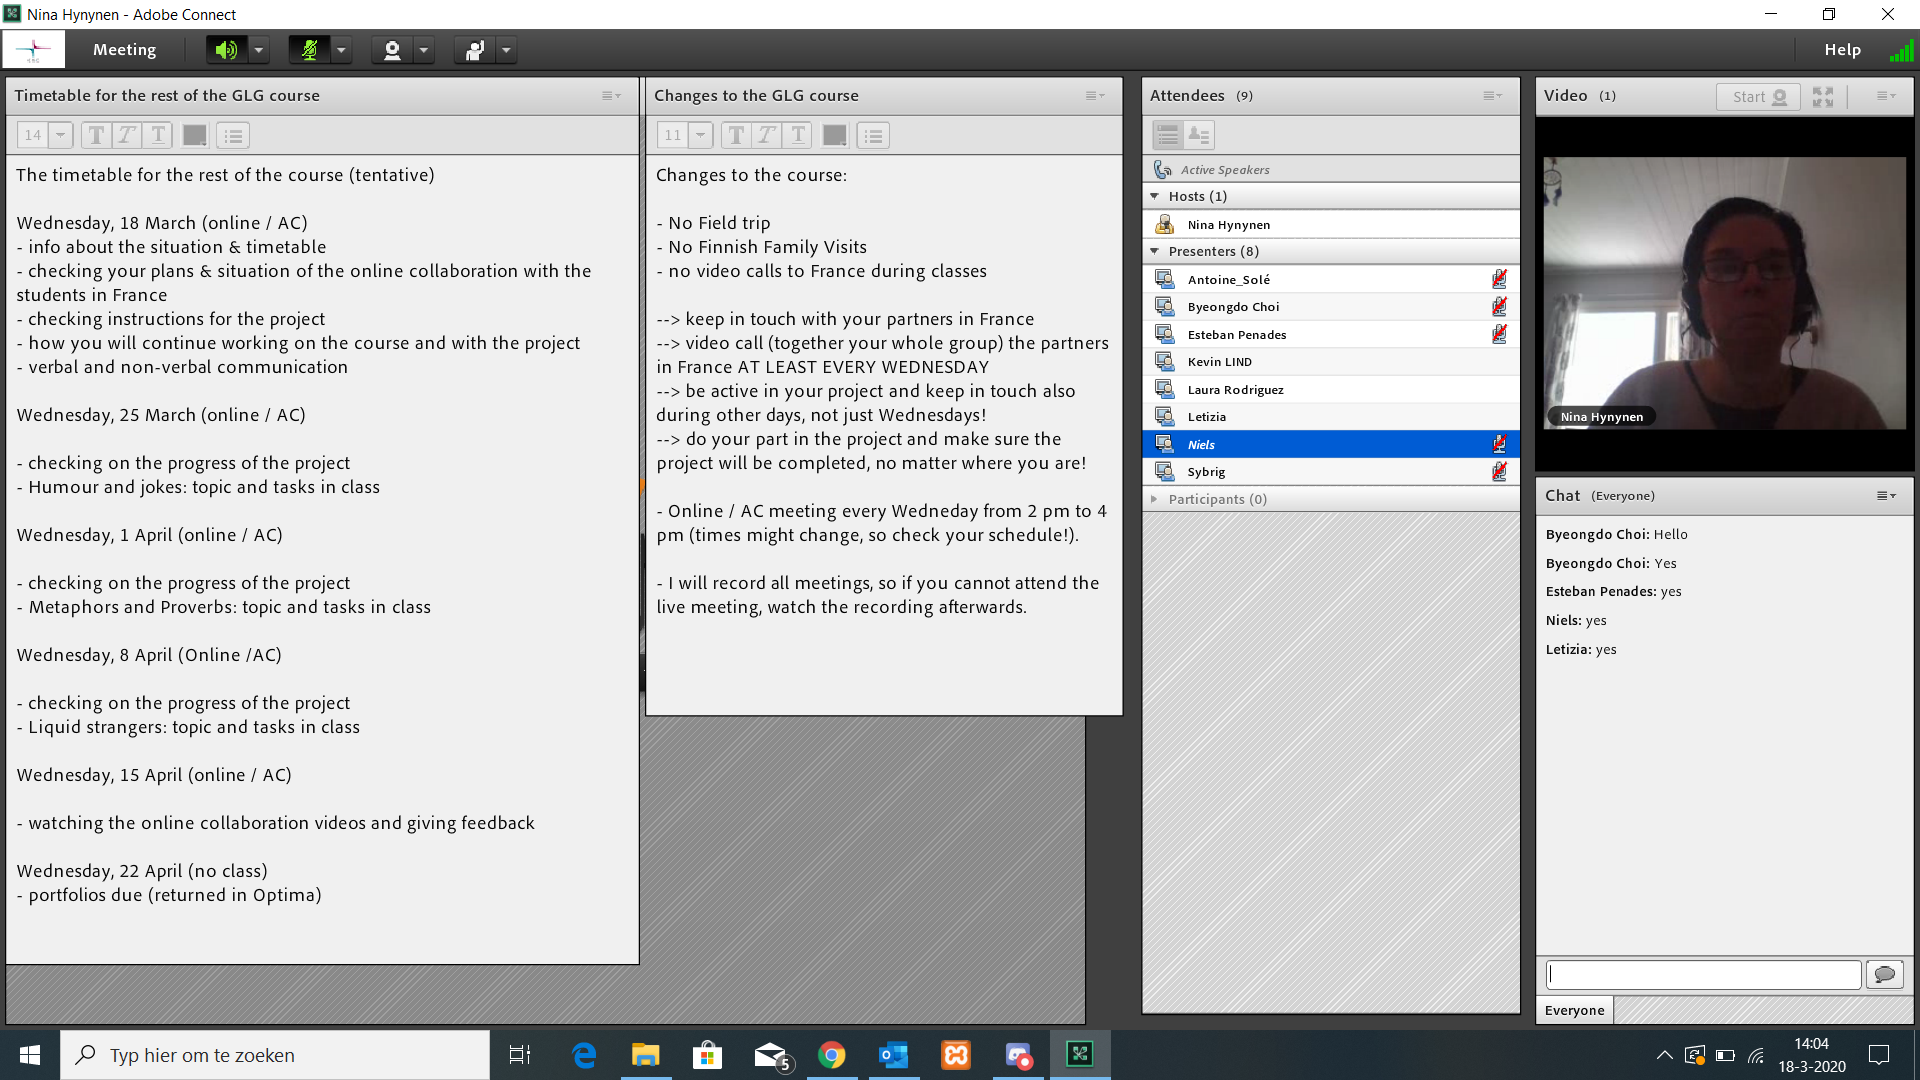 Nina Hynynen - Adobe Connect
Meeting
Help
Timetable for the rest of the GLG course
14
T T T
The timetable for the rest of the course (tentative)
Wednesday, 18 March (online / AC)
- info about the situation & timetable
- checking your plans & situation of the online collaboration with the
students in France
- checking instructions for the project
- how you will continue working on the course and with the project
- verbal and non-verbal communication
Wednesday, 25 March (online / AC)
- checking on the progress of the project
- Humour and jokes: topic and tasks in class
Wednesday, 1 April (online / AC)
- checking on the progress of the project
- Metaphors and Proverbs: topic and tasks in class
Wednesday, 8 April (Online /AC)
- checking on the progress of the project
- Liquid strangers: topic and tasks in class
Wednesday, 15 April (online / AC)
- watching the online collaboration videos and giving feedback
Wednesday, 22 April (no class)
- portfolios due (returned in Optima)
Changes to the GLG course
11
T T T
Changes to the course:
- No Field trip
- No Finnish Family Visits
- no video calls to France during classes
--> keep in touch with your partners in France
--> video call (together your whole group) the partners
in France AT LEAST EVERY WEDNESDAY
--> be active in your project and keep in touch also
during other days, not just Wednesdays!
--> do your part in the project and make sure the
project will be completed, no matter where you are!
- Online / AC meeting every Wedneday from 2 pm to 4
pm (times might change, so check your schedule!).
- I will record all meetings, so if you cannot attend the
live meeting, watch the recording afterwards.
Attendees (9)
Active Speakers
Hosts (1)
Nina Hynynen
Presenters (8)
Antoine_Solé
Byeongdo Choi
Esteban Penades
Kevin LIND
Laura Rodriguez
Letizia
Niels
Sybrig
Participants (0)
Video (1)
Start
Nina Hynynen
Chat (Everyone)
Byeongdo Choi: Hello
Byeongdo Choi: Yes
Esteban Penades: yes
Niels: yes
Letizia: yes
Everyone
Typ hier om te zoeken
5
14:04
18-3-2020